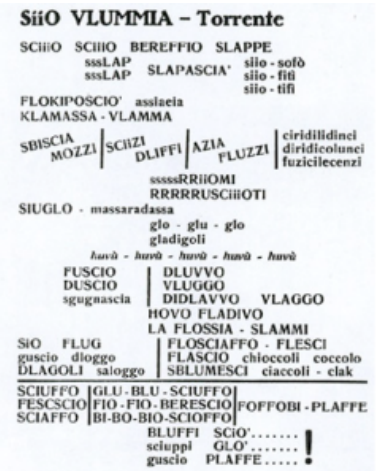 SiiO VLUMMIA – Torrente
SCiiiO SCIIIO BEREFFIO SLAPPE
sssLAP siio - sofò
sssLAP SLAPASCIA' siio - fiti
siio - tifi
FLOKIPOSCIO' aaslacia
KLAMASSA - VLAMMA
SBISCIA MOZZI | SCiiZI DLIFFI | AZIA FLUZZI | ciridilidinci
diridicolunci
fuzicilecenzi
sssssRRiiOMI
RRRRRUSCiiiOTI
SIUGLO - massaradassa
glo - glu - glo
gladigoli
huvù - huvù - huvù - huvù - huvù
FUSCIO | DLUVVO
DUSCIO | VLUGGO
sgugnascia | DIDLAVVO VLAGGO
HOVO FLADIVO
LA FLOSSIA - SLAMMI
SiO FLUG | FLOSCIAFFO - FLESCI
guscio dloggo | FLASCIO chioccoli coccolo
DLAGOLI saloggo | SBLUMESCI ciaccoli - clak
SCIUFFO |GLU-BLU-SCIUFFO|
FESCSCIO |FIO-FIO-BERESCIO| FOFFOBI-PLAFFE
SCIAFFO |BI-BO-BIO-SCIOFFO|
BLUFFI SCiO'.......
sciuppi GLO'....... !
guscio PLAFFE.....